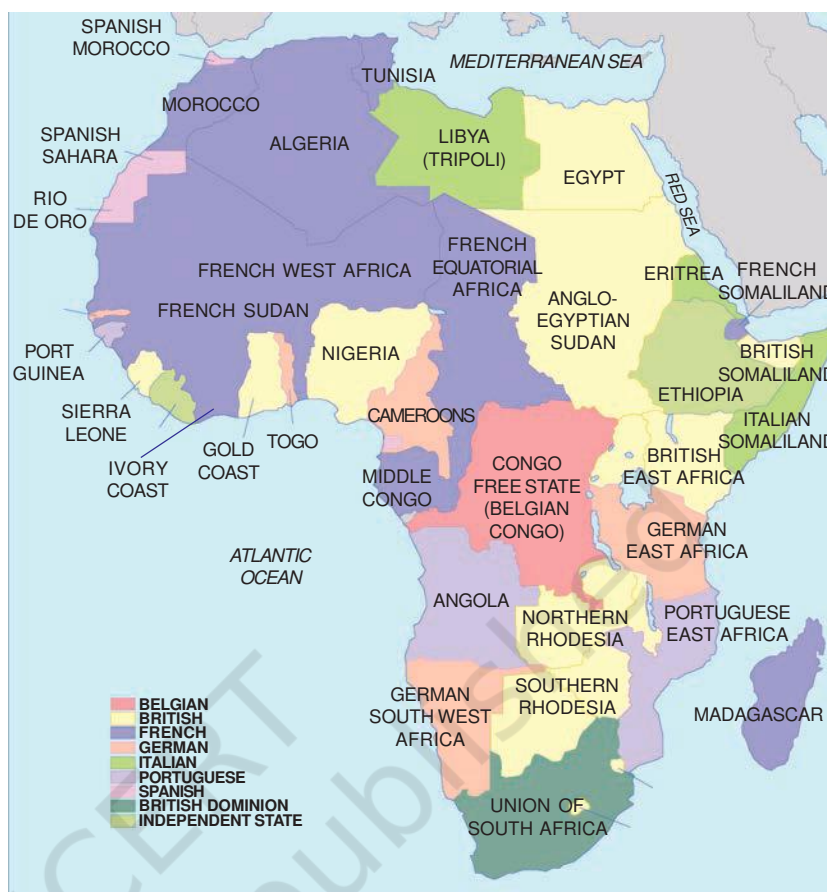 SPANISH
MOROCCO
MEDITERRANEAN SEA
TUNISIA
MOROCCO
ALGERIA
LIBYA
(TRIPOLI)
EGYPT
SPANISH
SAHARA
RIO
DE ORO
RED SEA
FRENCH WEST AFRICA
FRENCH
EQUATORIAL
AFRICA
ERITREA
FRENCH
SOMALILAND
FRENCH SUDAN
ANGLO-
EGYPTIAN
SUDAN
PORT
GUINEA
NIGERIA
BRITISH
SOMALILAND
ETHIOPIA
SIERRA
LEONE
IVORY
COAST
GOLD
COAST
TOGO
CAMEROONS
ITALIAN
SOMALILAND
BRITISH
EAST AFRICA
MIDDLE
CONGO
CONGO
FREE STATE
(BELGIAN
CONGO)
GERMAN
EAST AFRICA
ATLANTIC
OCEAN
ANGOLA
NORTHERN
RHODESIA
PORTUGUESE
EAST AFRICA
GERMAN
SOUTH WEST
AFRICA
SOUTHERN
RHODESIA
MADAGASCAR
UNION OF
SOUTH AFRICA
BELGIAN
BRITISH
FRENCH
GERMAN
ITALIAN
PORTUGUESE
SPANISH
BRITISH DOMINION
INDEPENDENT STATE